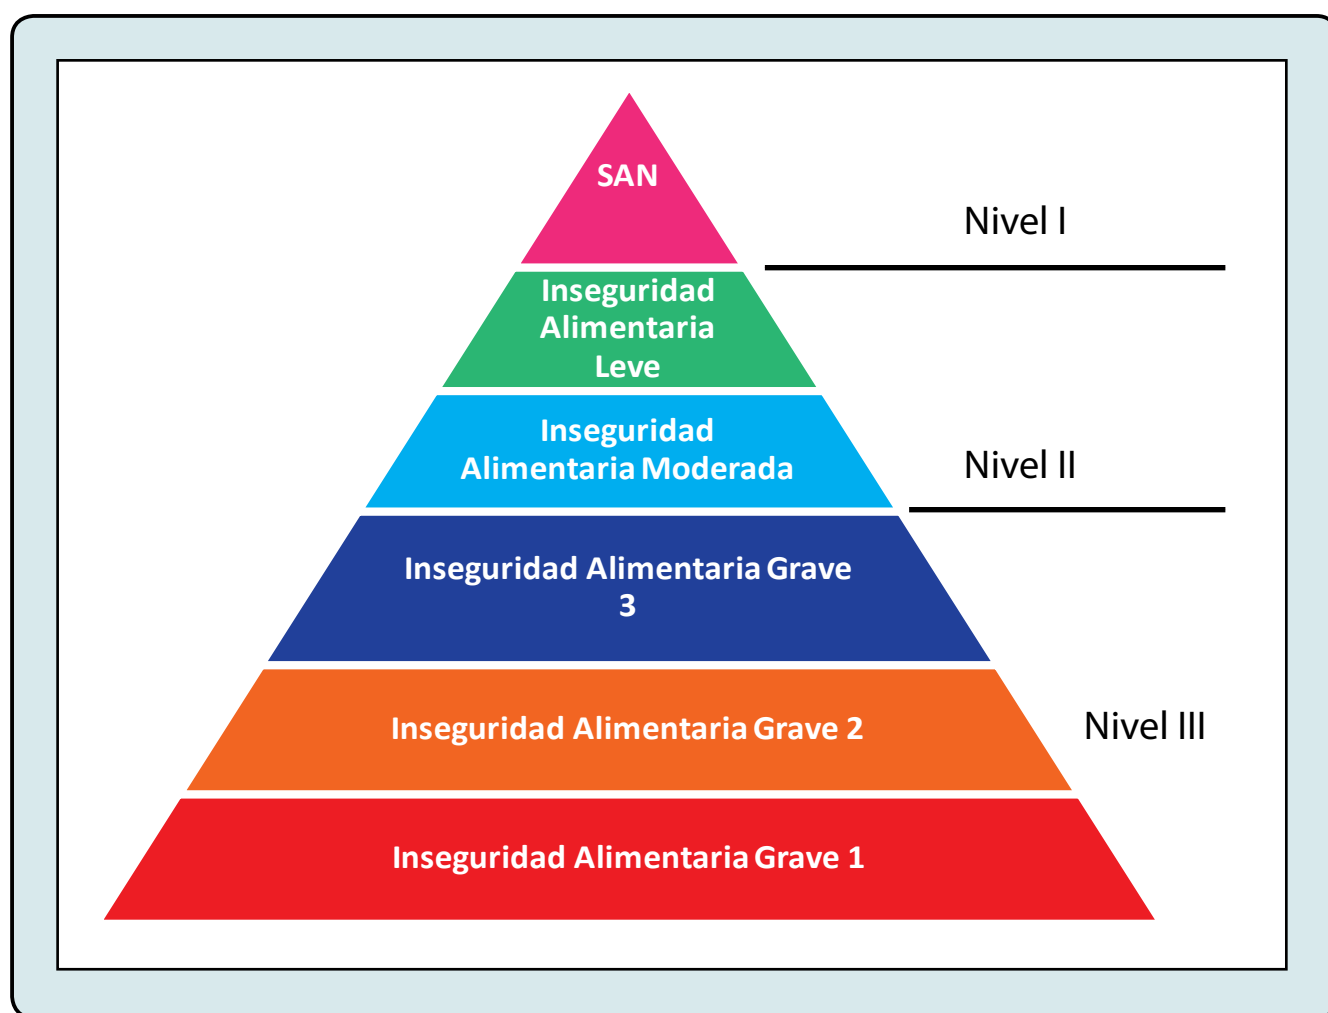 SAN
Nivel I
Inseguridad
Alimentaria
Leve
Inseguridad
Alimentaria Moderada
Nivel II
Inseguridad Alimentaria Grave
3
Inseguridad Alimentaria Grave 2
Nivel III
Inseguridad Alimentaria Grave 1